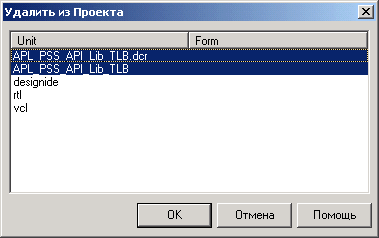 Удалить из Проекта
Unit Form
APL_PSS_API_Lib_TLB.dcr
APL_PSS_API_Lib_TLB
designide
rtl
vcl
OK Отмена Помощь